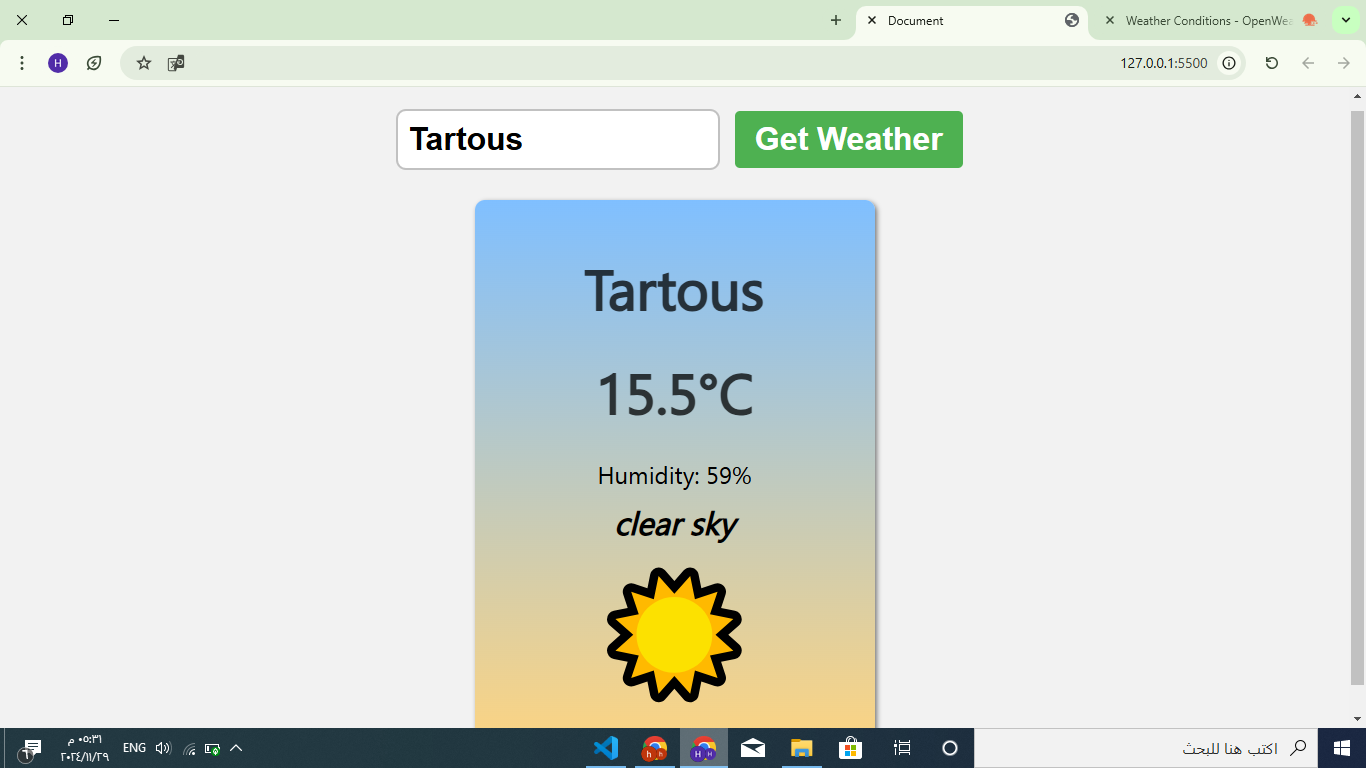 Document
Weather Conditions - OpenWea
H
127.0.0.1:5500
Tartous
Get Weather
Tartous
15.5°C
Humidity: 59%
clear sky
٠٥:٣١ م
ENG
٢٠٢٤/١١/٢٩
٦
h h
H H
اكتب هنا للبحث